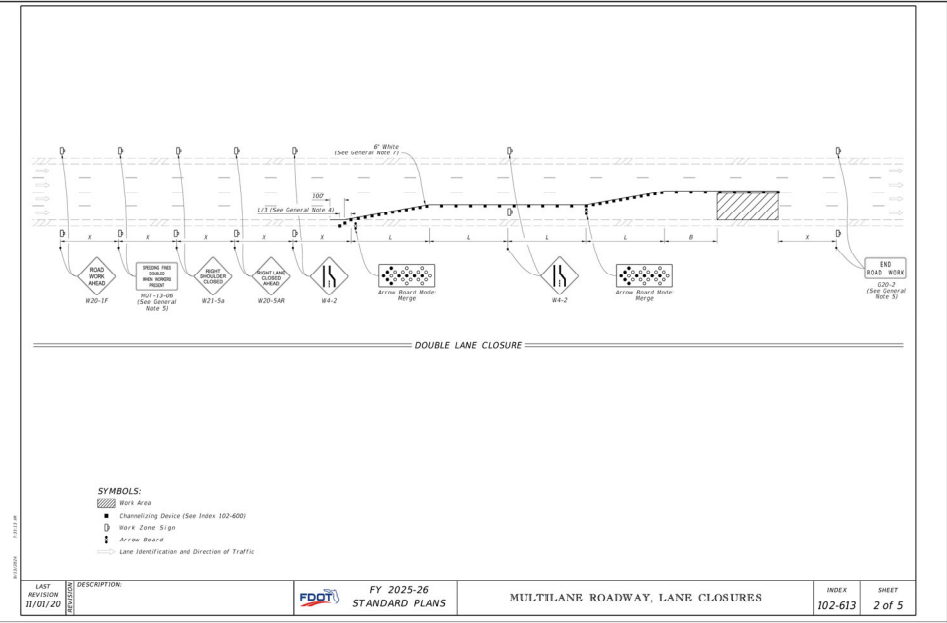 6" White
(See General Note 7)
100'
L/3 (See General Note 4)
X X X X X L L L L B X
ROAD
WORK
AHEAD
W20-1F
SPEEDING FINES
DOUBLED
WHEN WORKERS
PRESENT
MOT-13-06
(See General
Note 5)
RIGHT
SHOULDER
CLOSED
W21-5a
RIGHT LANE
CLOSED
AHEAD
W20-5AR
W4-2
Arrow Board Mode:
Merge
W4-2
Arrow Board Mode:
Merge
END
ROAD WORK
G20-2
(See General
Note 5)
DOUBLE LANE CLOSURE
SYMBOLS:
Work Area
Channelizing Device (See Index 102-600)
Work Zone Sign
Arrow Board
Lane Identification and Direction of Traffic
LAST
REVISION
11/01/20
REVISION
DESCRIPTION:
FDOT
FY 2025-26
STANDARD PLANS
MULTILANE ROADWAY, LANE CLOSURES
INDEX
102-613
SHEET
2 of 5